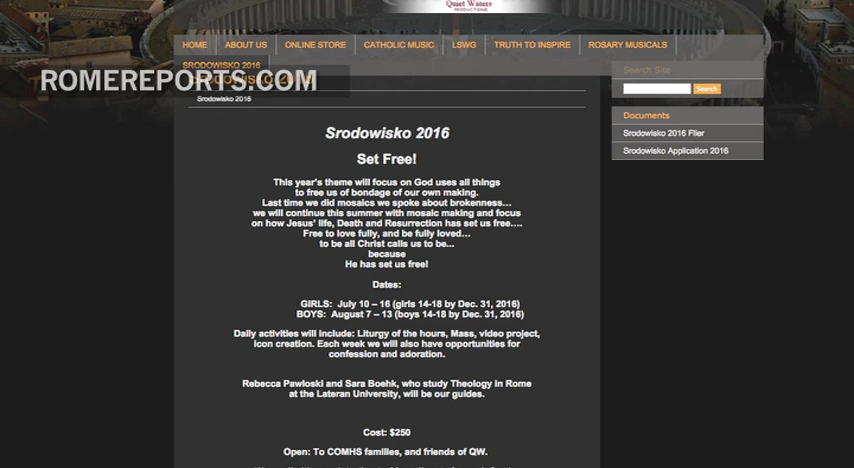 Quiet Waters
PRODUCTIONS
HOME
ABOUT US
ONLINE STORE
CATHOLIC MUSIC
LSWG
TRUTH TO INSPIRE
ROSARY MUSICALS
SRODOWISKO 2016
ROMEREPORTS.COM
Srodowisko 2016
Search Site
Search
Documents
Srodowisko 2016 Flier
Srodowisko Application 2016
Srodowisko 2016
Set Free!
This year's theme will focus on God uses all things
to free us of bondage of our own making.
Last time we did mosaics we spoke about brokenness...
we will continue this summer with mosaic making and focus
on how Jesus' life, Death and Resurrection has set us free....
Free to love fully, and be fully loved...
to be all Christ calls us to be...
because
He has set us free!
Dates:
GIRLS: July 10 – 16 (girls 14-18 by Dec. 31, 2016)
BOYS: August 7 – 13 (boys 14-18 by Dec. 31, 2016)
Daily activities will include: Liturgy of the hours, Mass, video project,
icon creation. Each week we will also have opportunities for
confession and adoration.
Rebecca Pawloski and Sara Boehk, who study Theology in Rome
at the Lateran University, will be our guides.
Cost: $250
Open: To COMHS families, and friends of QW.